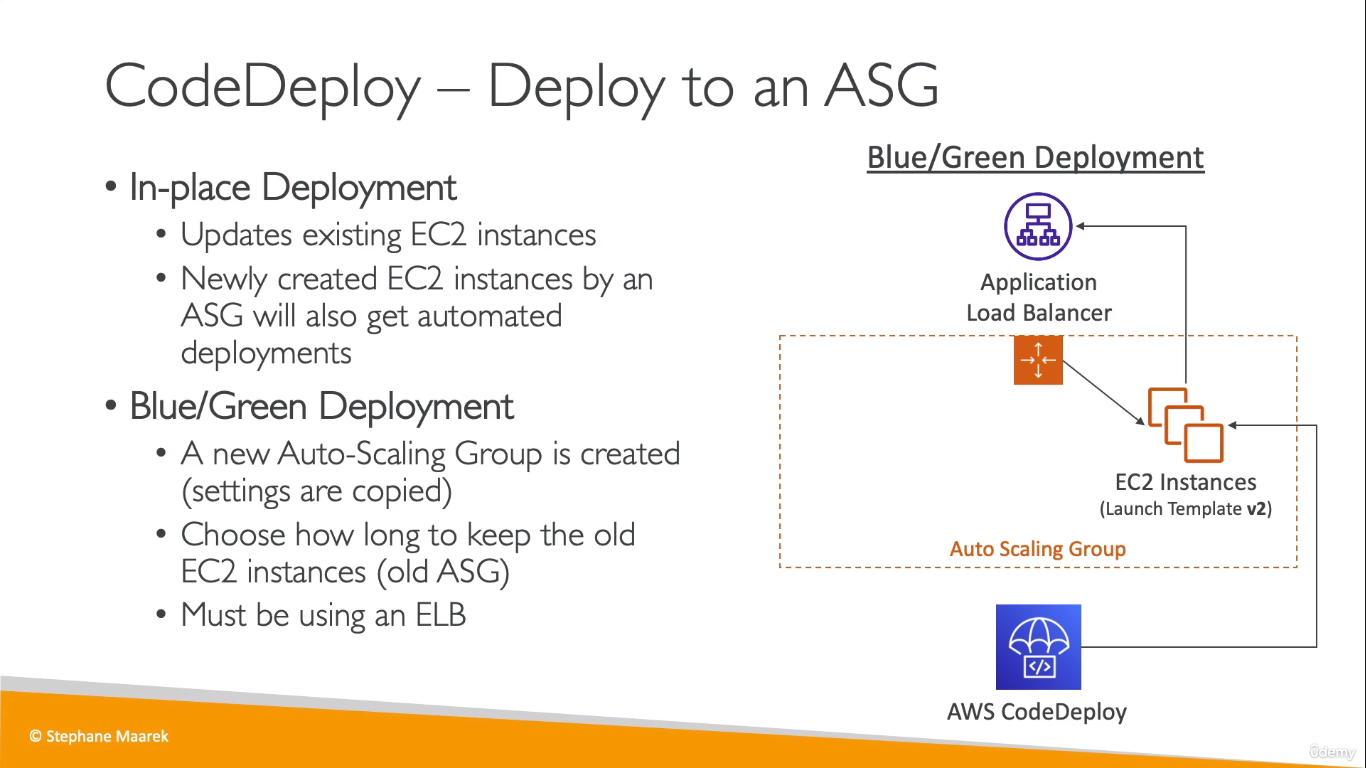 CodeDeploy – Deploy to an ASG
• In-place Deployment
• Updates existing EC2 instances
• Newly created EC2 instances by an
ASG will also get automated
deployments
• Blue/Green Deployment
• A new Auto-Scaling Group is created
(settings are copied)
• Choose how long to keep the old
EC2 instances (old ASG)
• Must be using an ELB
Blue/Green Deployment
Application
Load Balancer
EC2 Instances
(Launch Template v2)
Auto Scaling Group
</>
AWS CodeDeploy
© Stephane Maarek
ûdemy